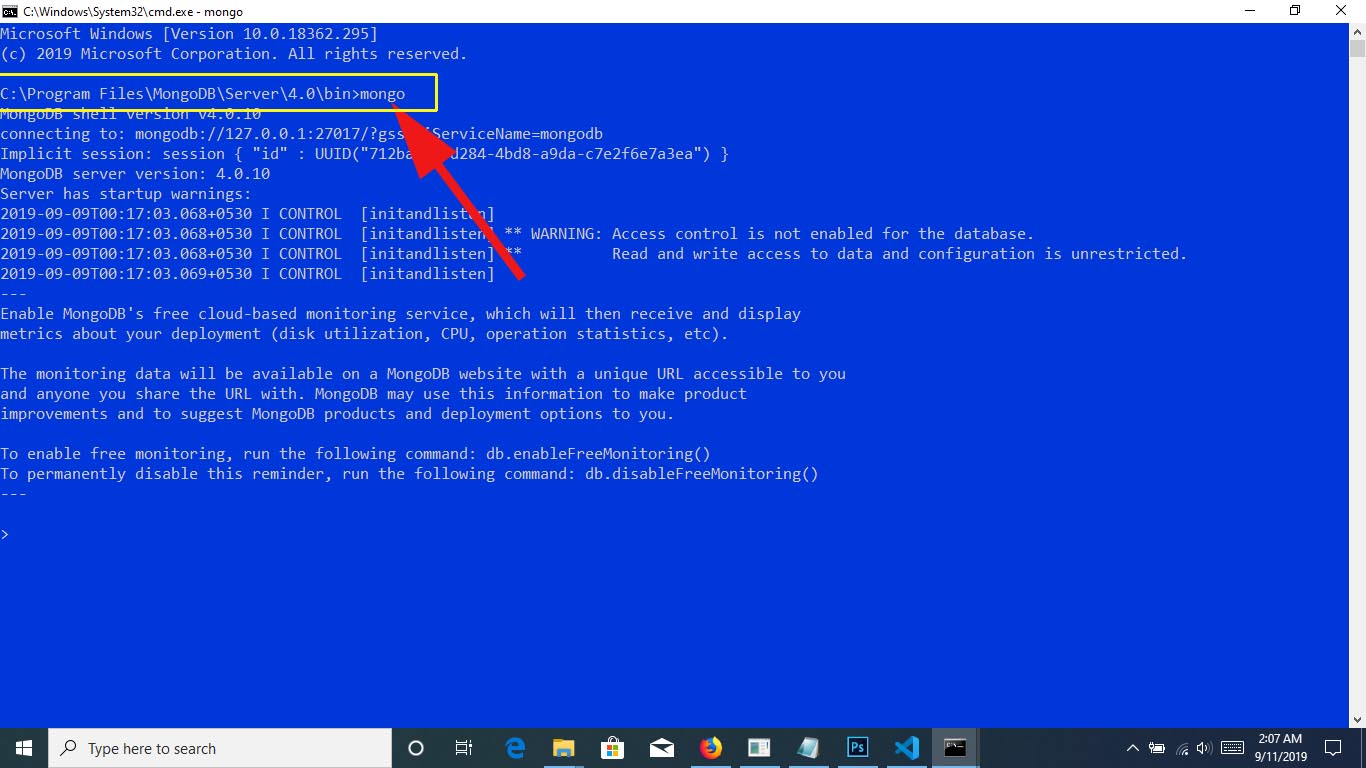 C:\Windows\System32\cmd.exe - mongo
Microsoft Windows [Version 10.0.18362.295]
(c) 2019 Microsoft Corporation. All rights reserved.
C:\Program Files\MongoDB\Server\4.0\bin>mongo
MongoDB shell version v4.0.10
connecting to: mongodb://127.0.0.1:27017/?gss ServiceName=mongodb
Implicit session: session { "id" : UUID("712ba d284-4bd8-a9da-c7e2f6e7a3ea") }
MongoDB server version: 4.0.10
Server has startup warnings:
2019-09-09T00:17:03.068+0530 I CONTROL  [initandlisten]
2019-09-09T00:17:03.068+0530 I CONTROL  [initandlisten] ** WARNING: Access control is not enabled for the database.
2019-09-09T00:17:03.068+0530 I CONTROL  [initandlisten] **          Read and write access to data and configuration is unrestricted.
2019-09-09T00:17:03.069+0530 I CONTROL  [initandlisten]
---
Enable MongoDB's free cloud-based monitoring service, which will then receive and display
metrics about your deployment (disk utilization, CPU, operation statistics, etc).
The monitoring data will be available on a MongoDB website with a unique URL accessible to you
and anyone you share the URL with. MongoDB may use this information to make product
improvements and to suggest MongoDB products and deployment options to you.
To enable free monitoring, run the following command: db.enableFreeMonitoring()
To permanently disable this reminder, run the following command: db.disableFreeMonitoring()
---
>
Type here to search
Ps
2:07 AM
9/11/2019